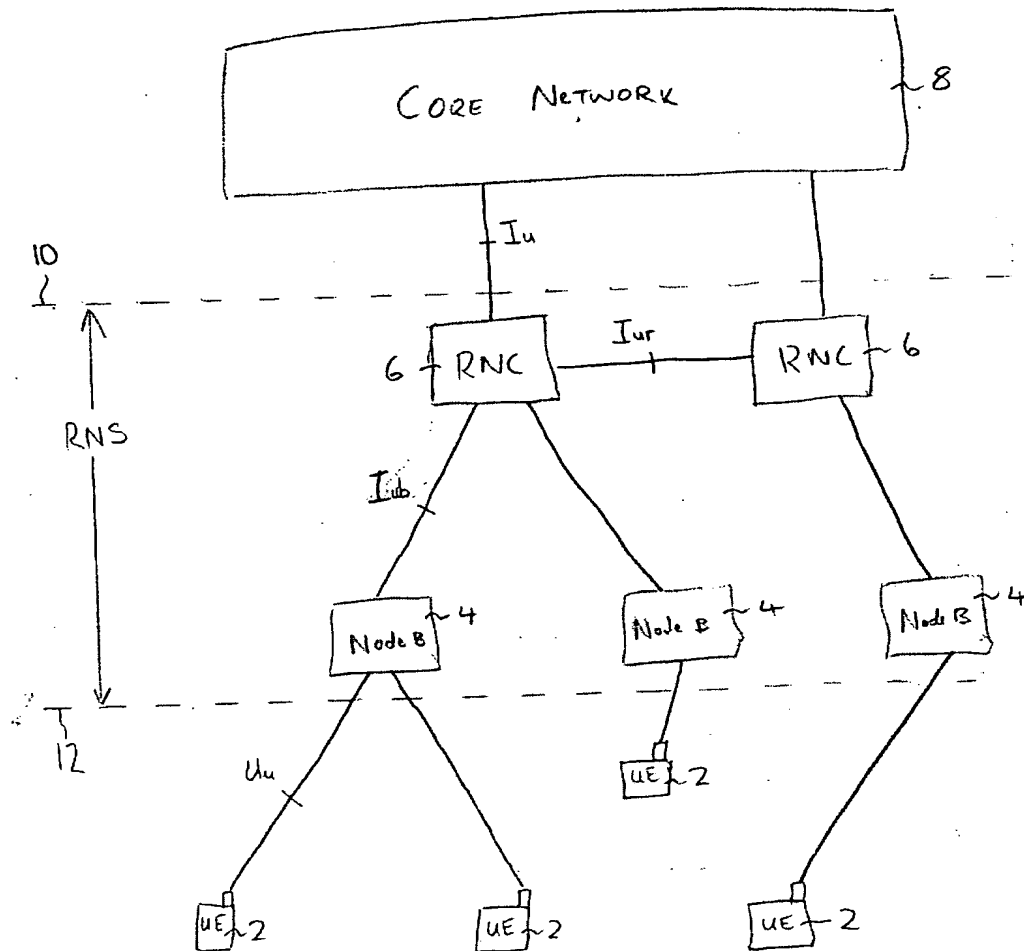 CORE NETWORK
8
Iu
10
6
RNC
Iur
RNC
6
RNS
Iub
Node B
4
Node B
4
Node B
4
12
Uu
UE
2
UE
2
UE
2
UE
2